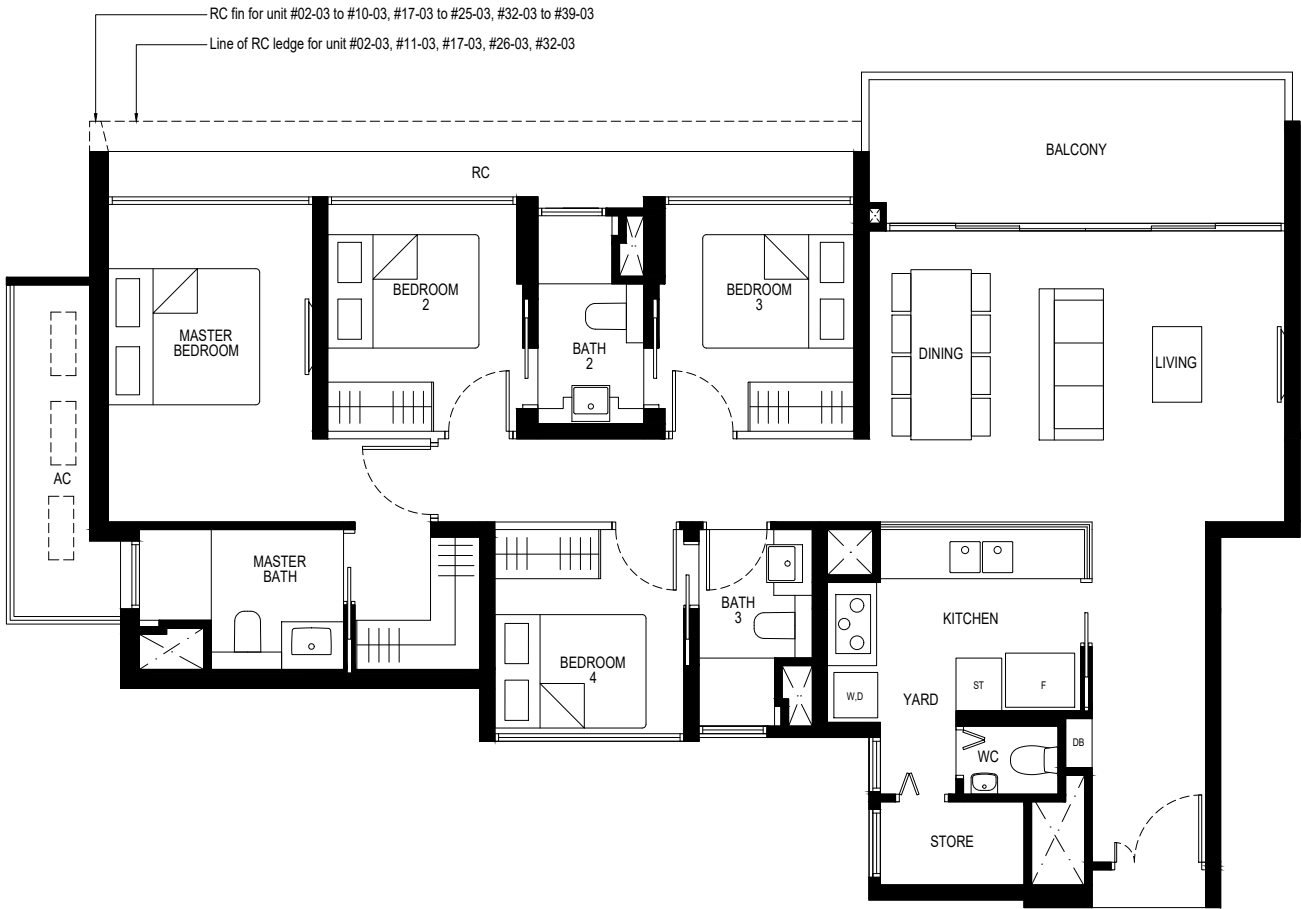 RC fin for unit #02-03 to #10-03, #17-03 to #25-03, #32-03 to #39-03
Line of RC ledge for unit #02-03, #11-03, #17-03, #26-03, #32-03
BALCONY
RC
MASTER
BEDROOM
BEDROOM
2
BATH
2
BEDROOM
3
DINING
LIVING
AC
MASTER
BATH
BEDROOM
4
BATH
3
KITCHEN
W,D
YARD
ST
F
WC
DB
STORE